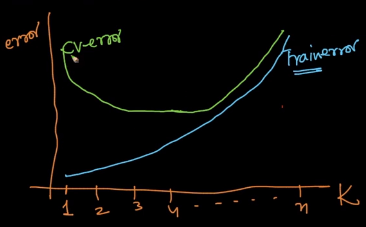 error
CV-error
train error
1 2 3 4 - - - - - - - n K